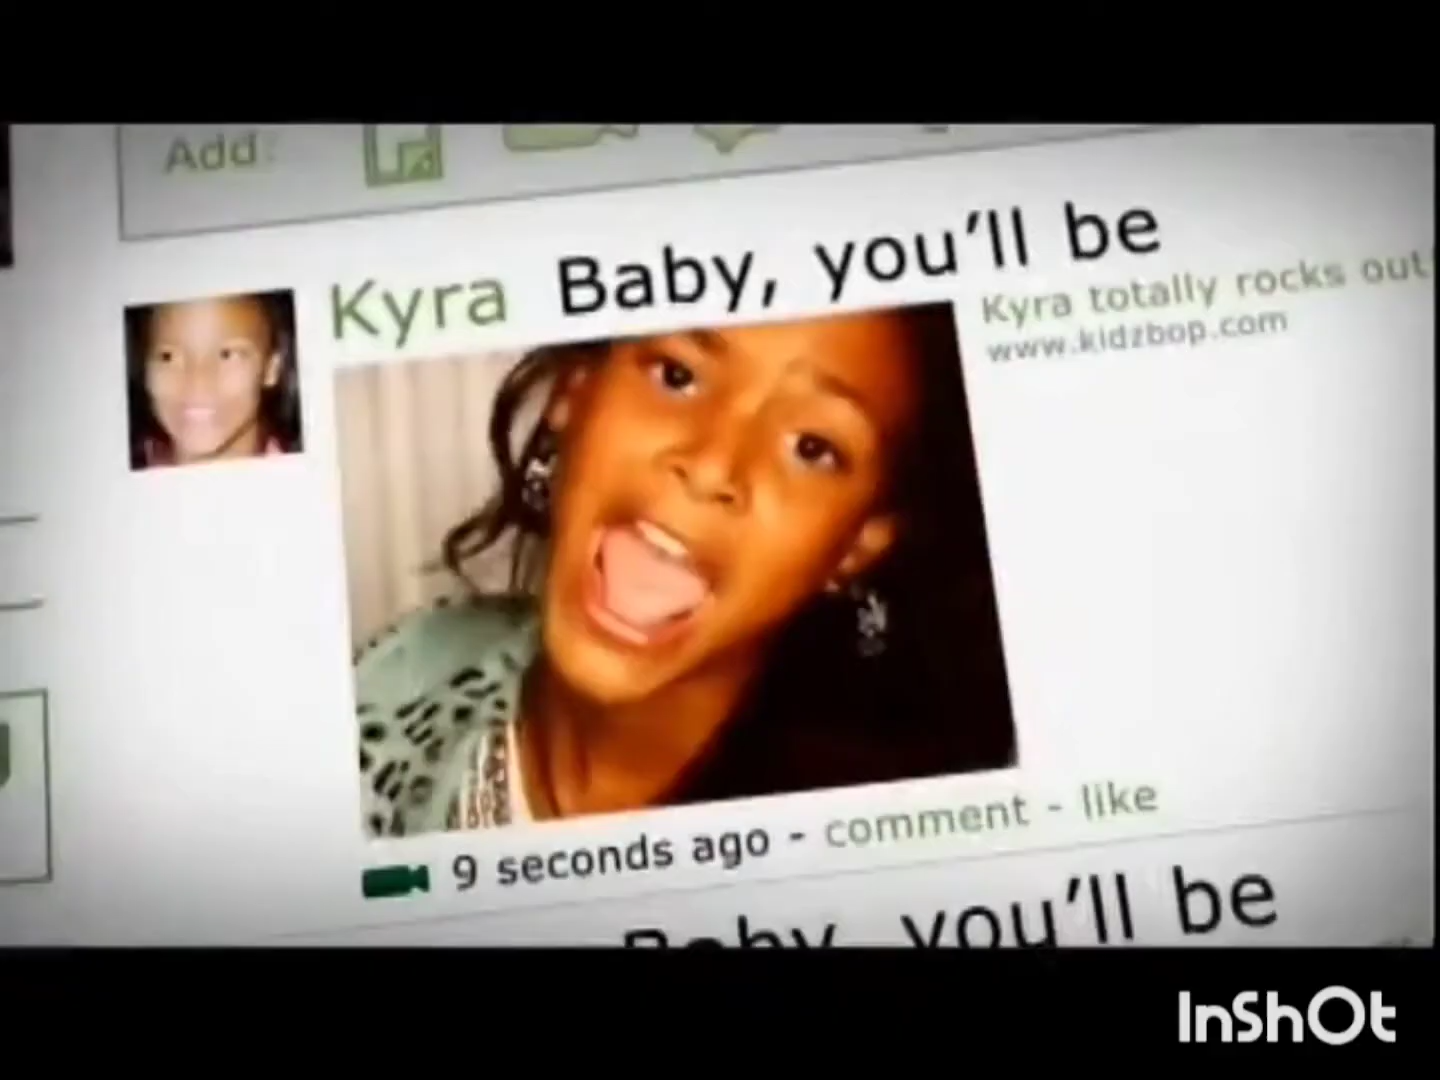 Add:
Kyra Baby, you'll be
Kyra totally rocks out
www.kidzbop.com
9 seconds ago - comment - like
Baby, you'll be
InShOt